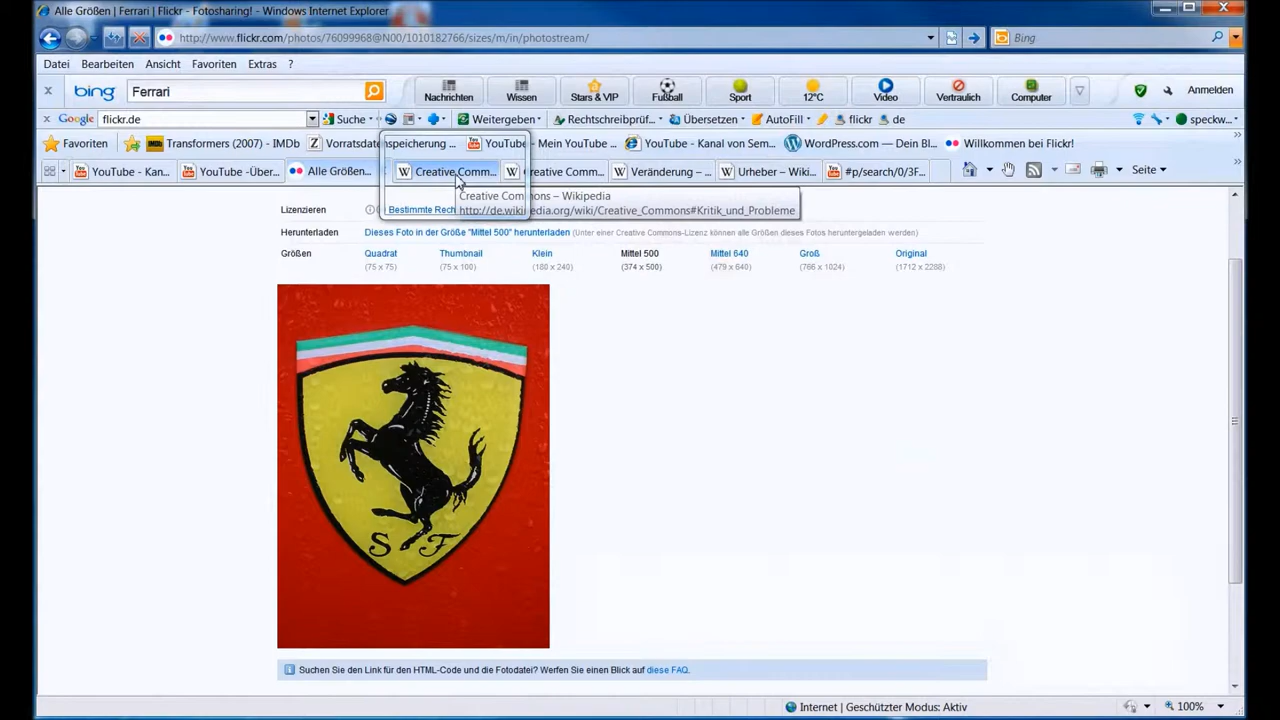 Alle Größen | Ferrari | Flickr - Fotosharing! - Windows Internet Explorer
http://www.flickr.com/photos/76099968@N00/1010182766/sizes/m/in/photostream/
Bing
Datei Bearbeiten Ansicht Favoriten Extras ?
bing Ferrari Nachrichten Wissen Stars & VIP Fußball Sport 12°C Video Vertraulich Computer Anmelden
Google flickr.de Suche Weitergeben Rechtschreibprüf... Übersetzen AutoFill flickr de speckw...
Favoriten Transformers (2007) - IMDb Vorratsdatenspeicherung ... YouTube - Mein YouTube ... YouTube - Kanal von Sem... WordPress.com — Dein Bl... Willkommen bei Flickr!
YouTube - Kan... YouTube -Über... Alle Größen... Creative Comm... Creative Comm... Veränderung – ... Urheber – Wiki... #p/search/0/3F... Seite
Creative Commons – Wikipedia
http://de.wikipedia.org/wiki/Creative_Commons#Kritik_und_Probleme
Lizenzieren Bestimmte Rech
Herunterladen Dieses Foto in der Größe "Mittel 500" herunterladen (Unter einer Creative Commons-Lizenz können alle Größen dieses Fotos heruntergeladen werden)
Größen Quadrat Thumbnail Klein Mittel 500 Mittel 640 Groß Original
(75 x 75) (75 x 100) (180 x 240) (374 x 500) (479 x 640) (766 x 1024) (1712 x 2288)
S F
Suchen Sie den Link für den HTML-Code und die Fotodatei? Werfen Sie einen Blick auf diese FAQ.
Internet | Geschützter Modus: Aktiv 100%